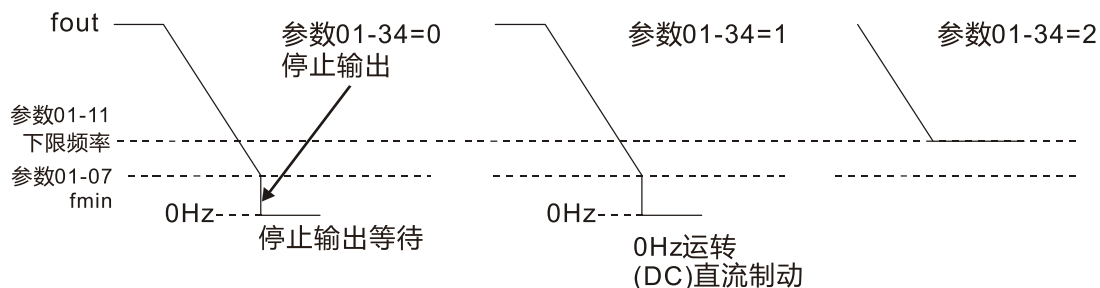 fout
参数01-34=0
停止输出
参数01-34=1
参数01-34=2
参数01-11
下限频率
参数01-07
fmin
0Hz
停止输出等待
0Hz
0Hz运转
(DC)直流制动